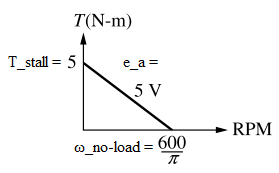 T(N-m)
T_stall = 5
e_a =
5 V
RPM
ω_no-load = 600/π